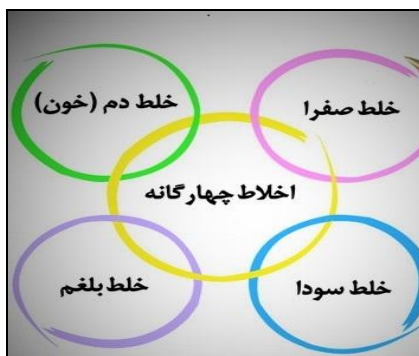 خلط صفرا
خلط دم (خون)
اخلاط چهارگانه
خلط سودا
خلط بلغم